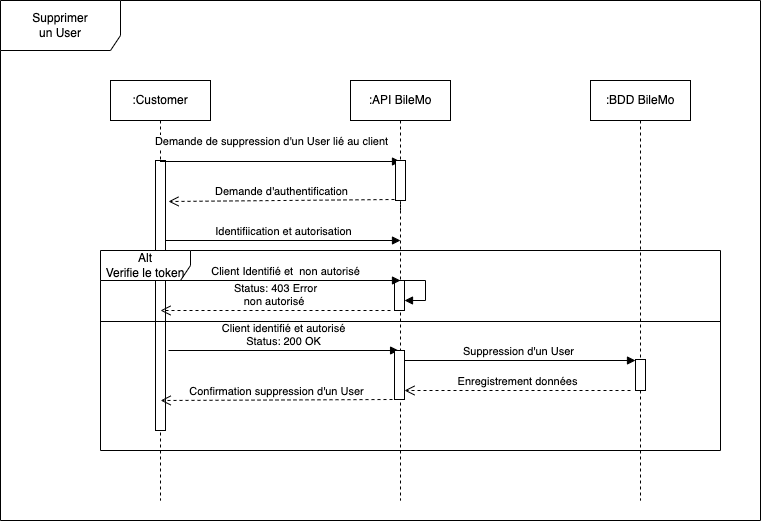 Supprimer
un User
:Customer
:API BileMo
:BDD BileMo
Demande de suppression d'un User lié au client
Demande d'authentification
Identifiication et autorisation
Alt
Verifie le token
Client Identifié et  non autorisé
Status: 403 Error
non autorisé
Client identifié et autorisé
Status: 200 OK
Suppression d'un User
Enregistrement données
Confirmation suppression d'un User